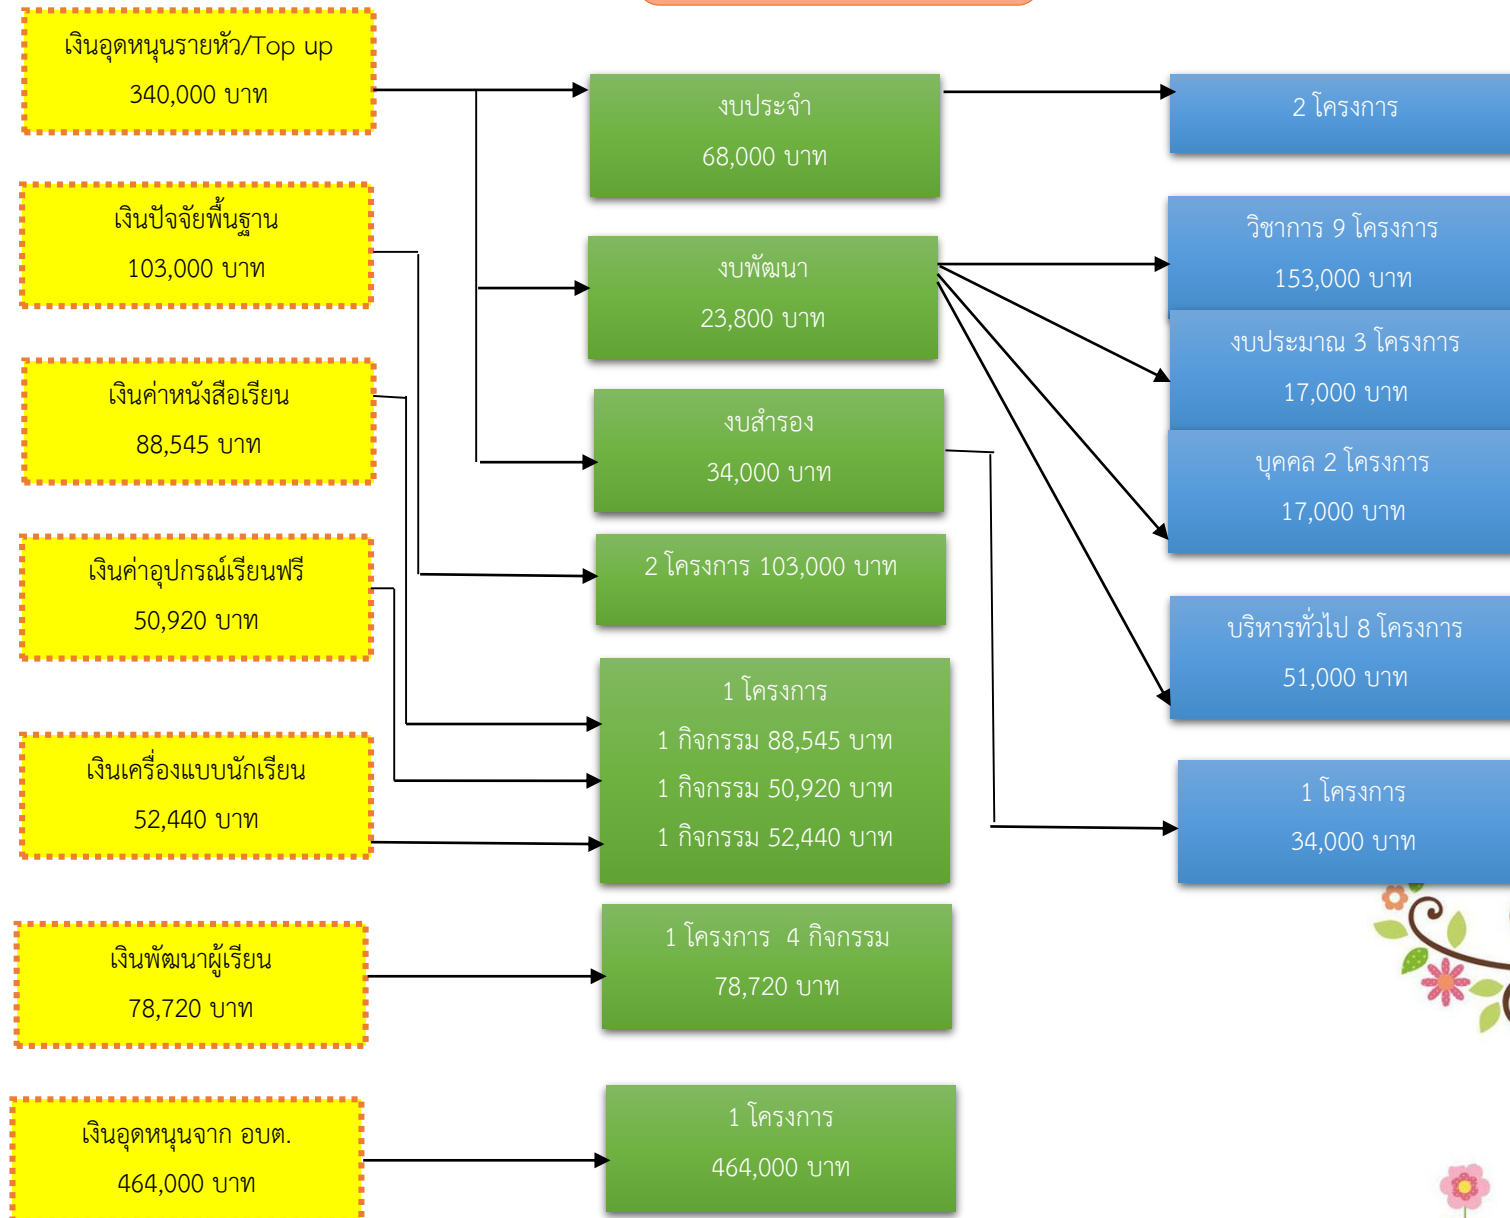 เงินอุดหนุนรายหัว/Top up
340,000 บาท
เงินปัจจัยพื้นฐาน
103,000 บาท
เงินค่าหนังสือเรียน
88,545 บาท
เงินค่าอุปกรณ์เรียนฟรี
50,920 บาท
เงินเครื่องแบบนักเรียน
52,440 บาท
เงินพัฒนาผู้เรียน
78,720 บาท
เงินอุดหนุนจาก อบต.
464,000 บาท
งบประจำ
68,000 บาท
งบพัฒนา
23,800 บาท
งบสำรอง
34,000 บาท
2 โครงการ 103,000 บาท
1 โครงการ
1 กิจกรรม 88,545 บาท
1 กิจกรรม 50,920 บาท
1 กิจกรรม 52,440 บาท
1 โครงการ 4 กิจกรรม
78,720 บาท
1 โครงการ
464,000 บาท
2 โครงการ
วิชาการ 9 โครงการ
153,000 บาท
งบประมาณ 3 โครงการ
17,000 บาท
บุคคล 2 โครงการ
17,000 บาท
บริหารทั่วไป 8 โครงการ
51,000 บาท
1 โครงการ
34,000 บาท